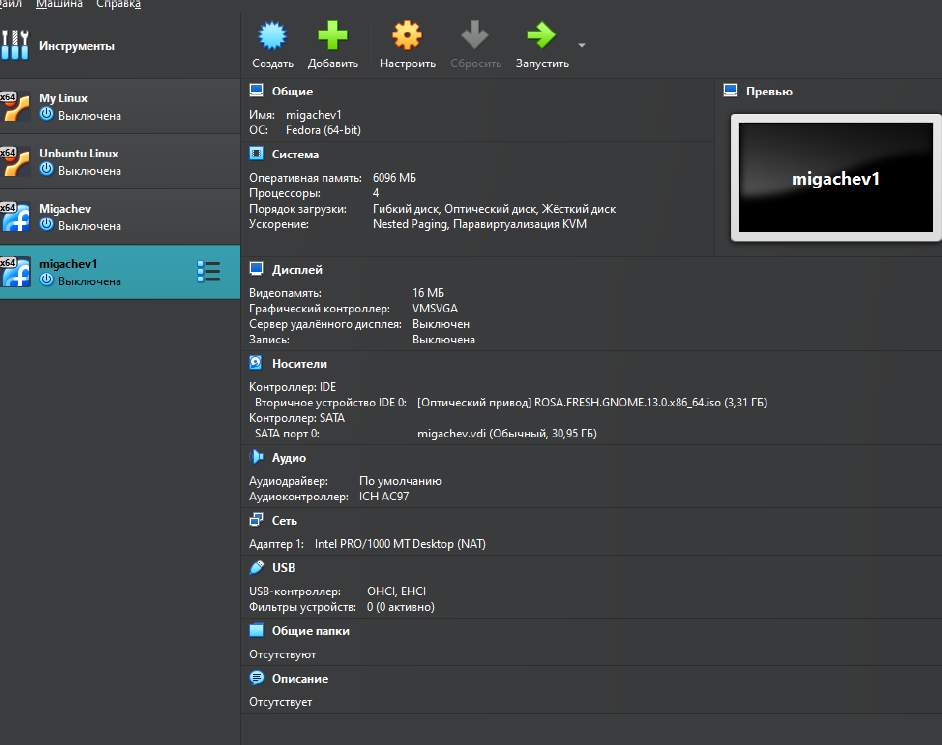 Файл Машина Справка
Инструменты
Создать Добавить Настроить Сбросить Запустить
x64 My Linux
Выключена
x64 Unbuntu Linux
Выключена
x64 Migachev
Выключена
x64 migachev1
Выключена
Общие
Имя: migachev1
ОС: Fedora (64-bit)
Система
Оперативная память: 6096 МБ
Процессоры: 4
Порядок загрузки: Гибкий диск, Оптический диск, Жёсткий диск
Ускорение: Nested Paging, Паравиртуализация KVM
Превью
migachev1
Дисплей
Видеопамять: 16 МБ
Графический контроллер: VMSVGA
Сервер удалённого дисплея: Выключен
Запись: Выключена
Носители
Контроллер: IDE
Вторичное устройство IDE 0: [Оптический привод] ROSA.FRESH.GNOME.13.0.x86_64.iso (3,31 ГБ)
Контроллер: SATA
SATA порт 0: migachev.vdi (Обычный, 30,95 ГБ)
Аудио
Аудиодрайвер: По умолчанию
Аудиоконтроллер: ICH AC97
Сеть
Адаптер 1: Intel PRO/1000 MT Desktop (NAT)
USB
USB-контроллер: OHCI, EHCI
Фильтры устройств: 0 (0 активно)
Общие папки
Отсутствуют
Описание
Отсутствует